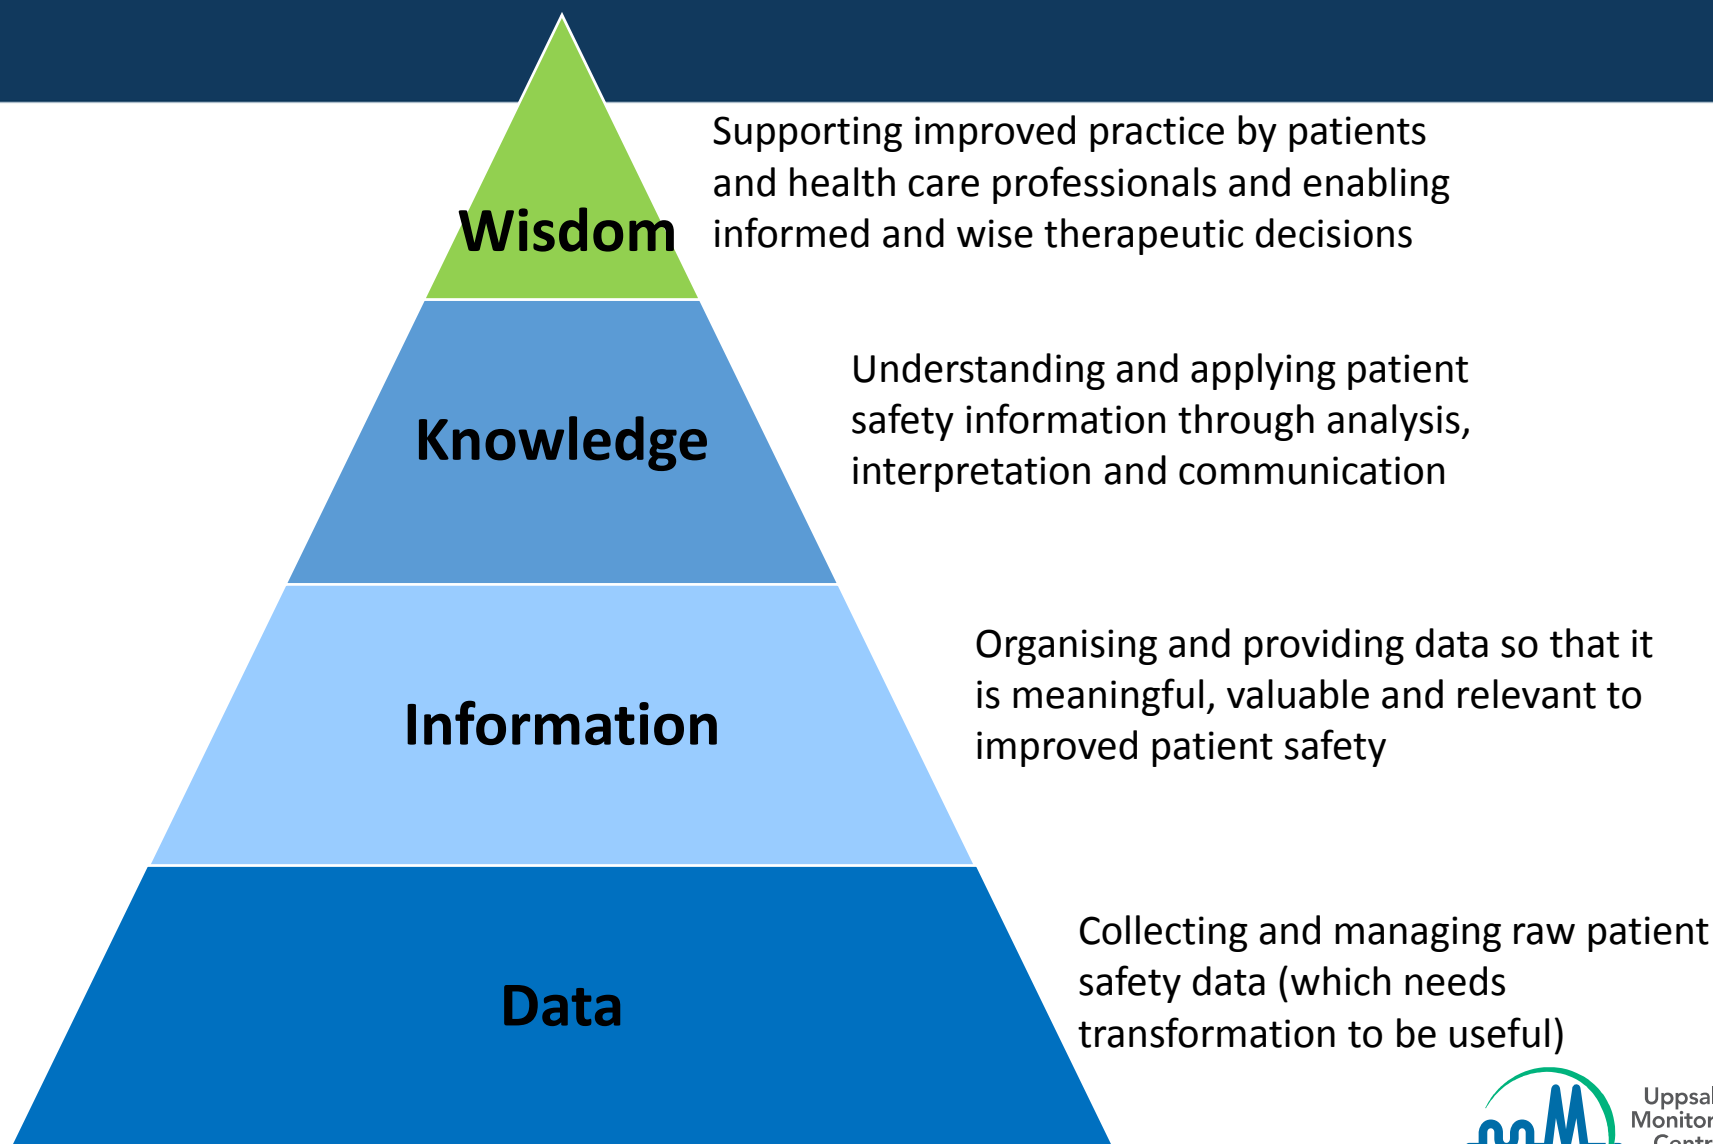 Supporting improved practice by patients
and health care professionals and enabling
Wisdom
informed and wise therapeutic decisions
Understanding and applying patient
Knowledge
safety information through analysis,
interpretation and communication
Organising and providing data so that it
Information
is meaningful, valuable and relevant to
improved patient safety
Collecting and managing raw patient
Data
safety data (which needs
transformation to be useful)